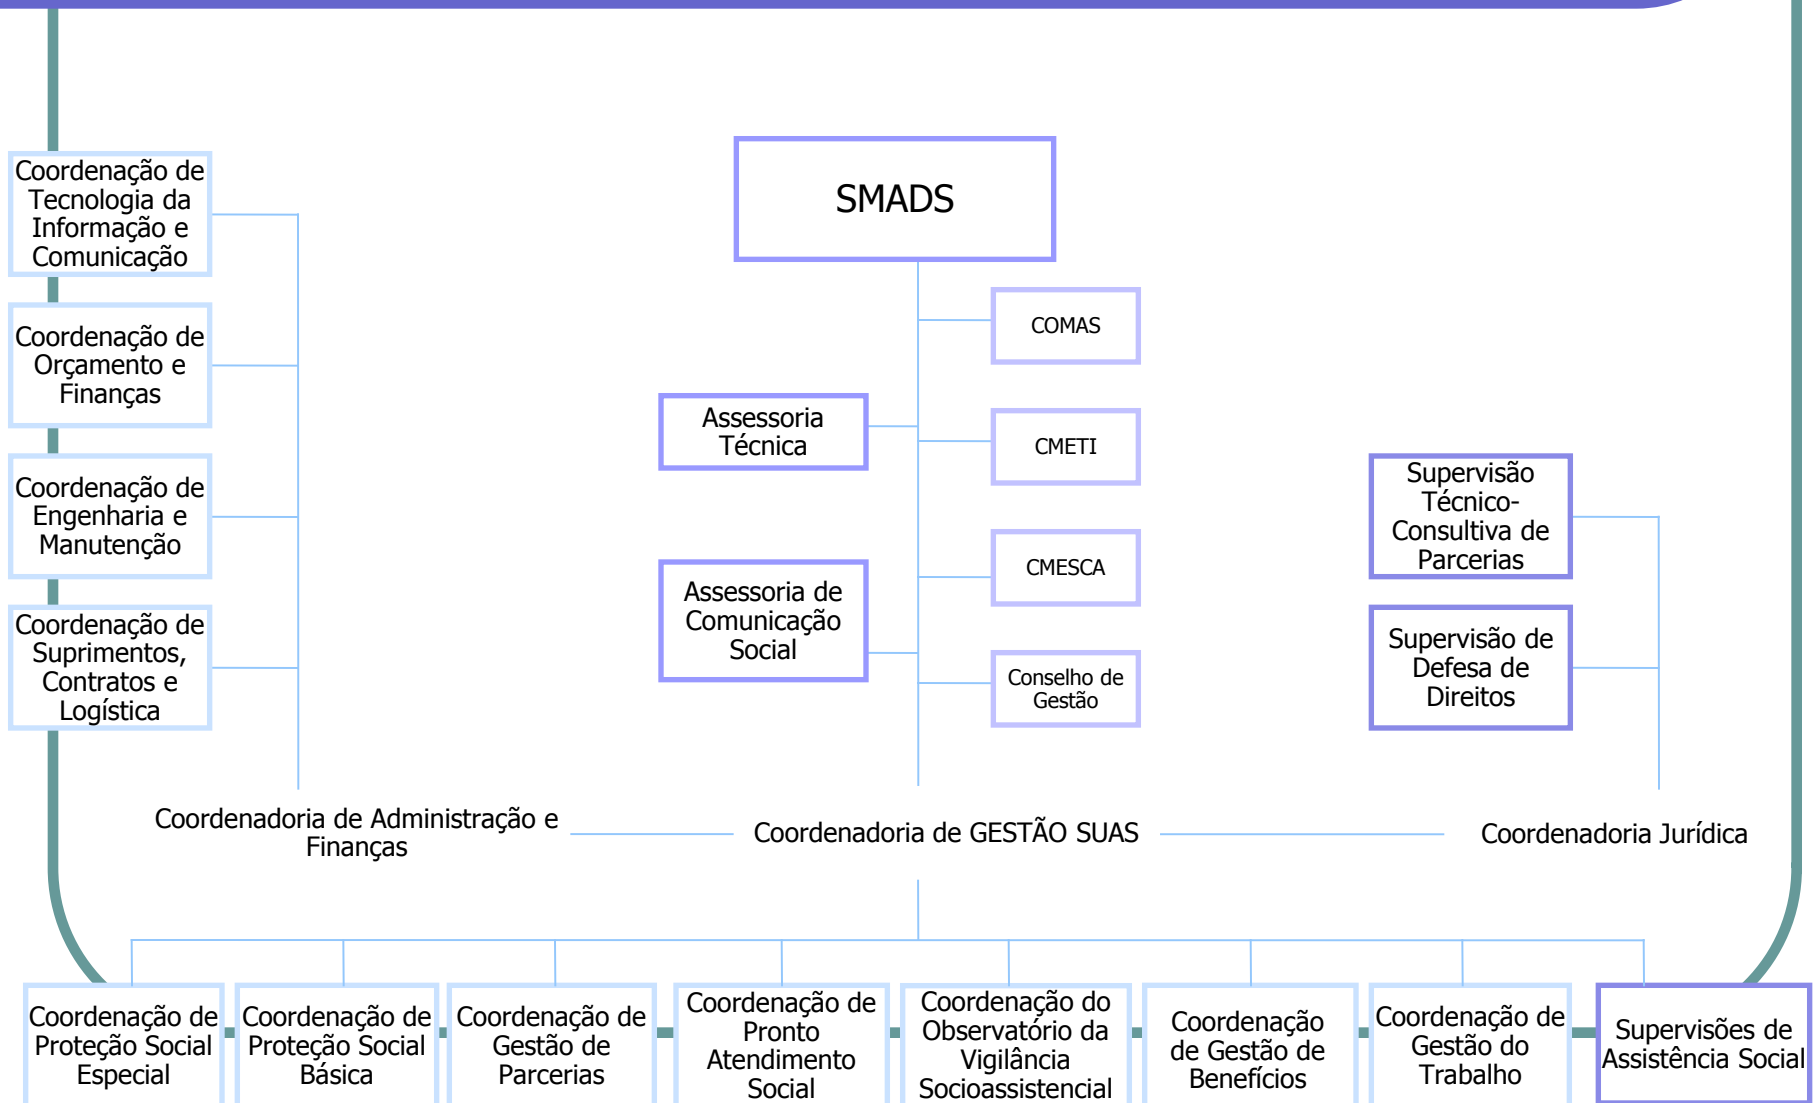 SMADS
COMAS
CMETI
CMESCA
Conselho de
Gestão
Assessoria
Técnica
Assessoria de
Comunicação
Social
Coordenação de
Tecnologia da
Informação e
Comunicação
Coordenação de
Orçamento e
Finanças
Coordenação de
Engenharia e
Manutenção
Coordenação de
Suprimentos,
Contratos e
Logística
Supervisão
Técnico-
Consultiva de
Parcerias
Supervisão de
Defesa de
Direitos
Coordenadoria de Administração e
Finanças
Coordenadoria de GESTÃO SUAS
Coordenadoria Jurídica
Coordenação de
Proteção Social
Especial
Coordenação de
Proteção Social
Básica
Coordenação de
Gestão de
Parcerias
Coordenação de
Pronto
Atendimento
Social
Coordenação do
Observatório da
Vigilância
Socioassistencial
Coordenação
de Gestão de
Benefícios
Coordenação de
Gestão do
Trabalho
Supervisões de
Assistência Social